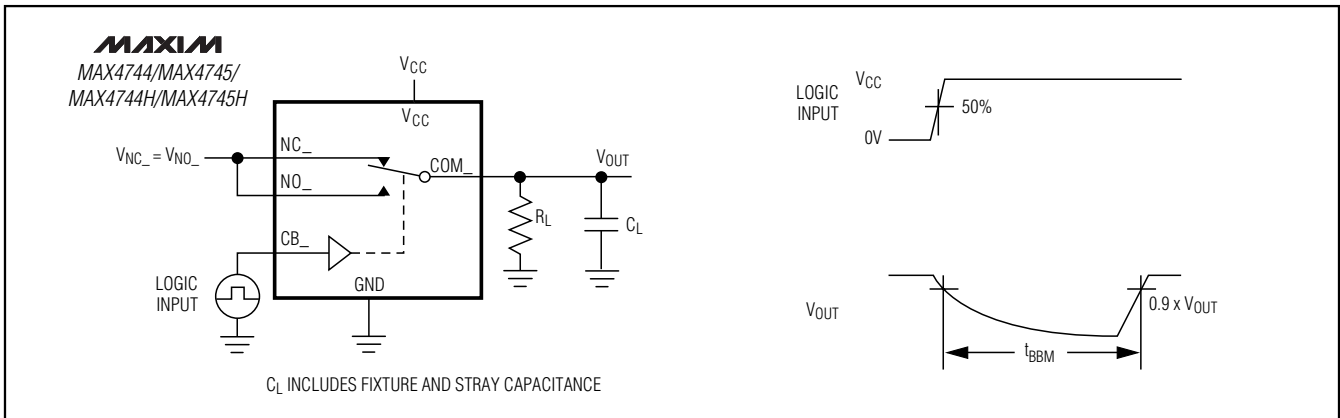 MAXIM
MAX4744/MAX4745/
MAX4744H/MAX4745H
VCC
VCC
VNC_ = VNO_
NC_
NO_
COM_
VOUT
RL
CL
CB_
LOGIC
INPUT
GND
CL INCLUDES FIXTURE AND STRAY CAPACITANCE
LOGIC
INPUT
VCC
50%
0V
VOUT
0.9 x VOUT
tBBM